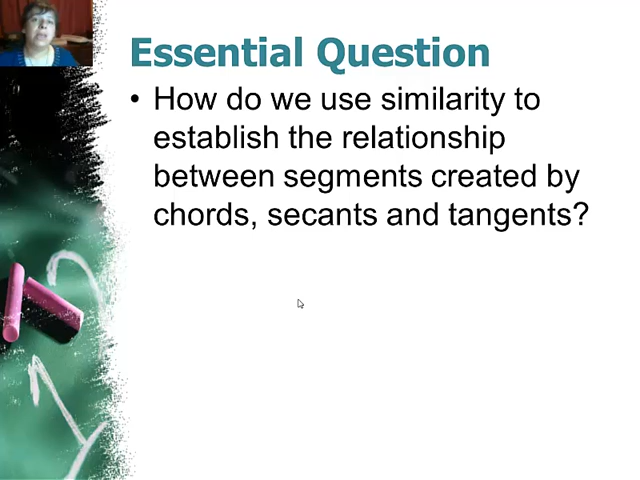 Essential Question
• How do we use similarity to
establish the relationship
between segments created by
chords, secants and tangents?